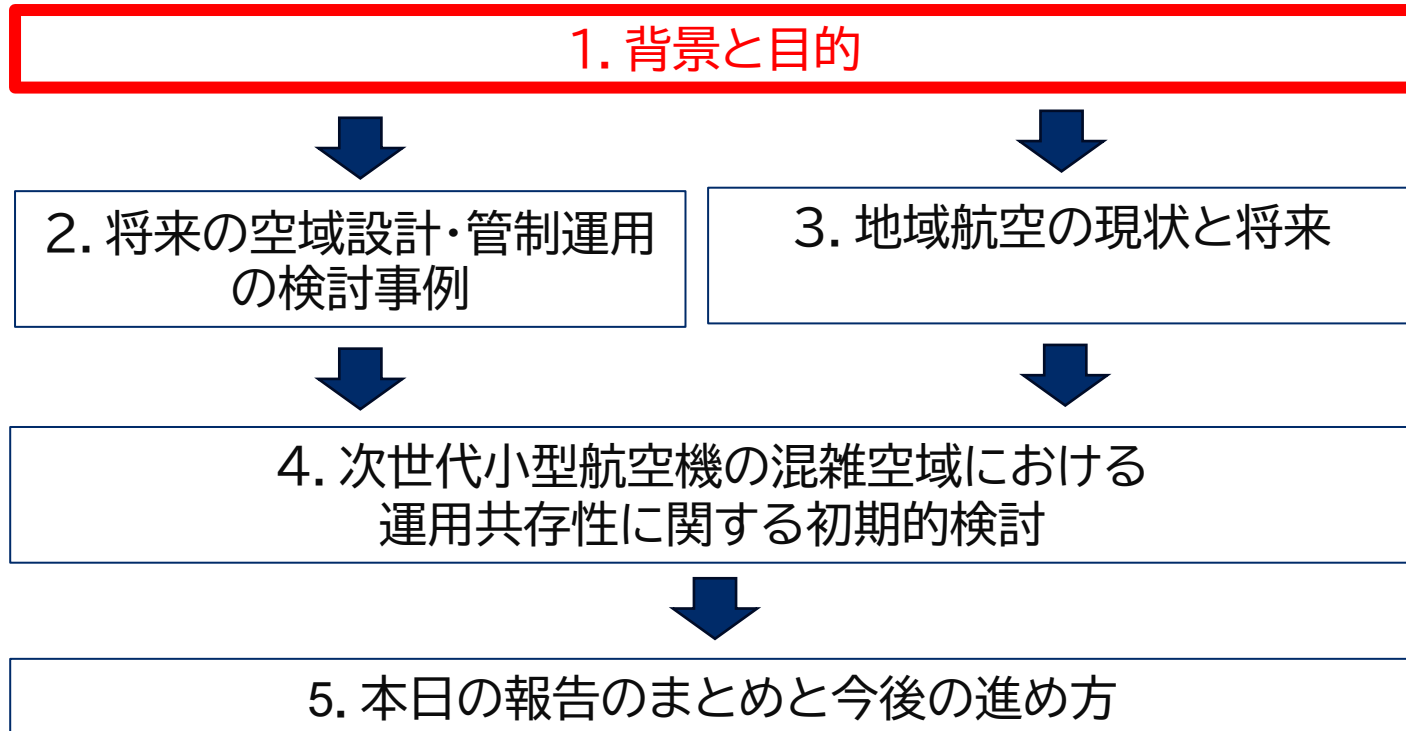 1. 背景と目的
2. 将来の空域設計・管制運用
の検討事例
3. 地域航空の現状と将来
4. 次世代小型航空機の混雑空域における
運用共存性に関する初期的検討
5. 本日の報告のまとめと今後の進め方